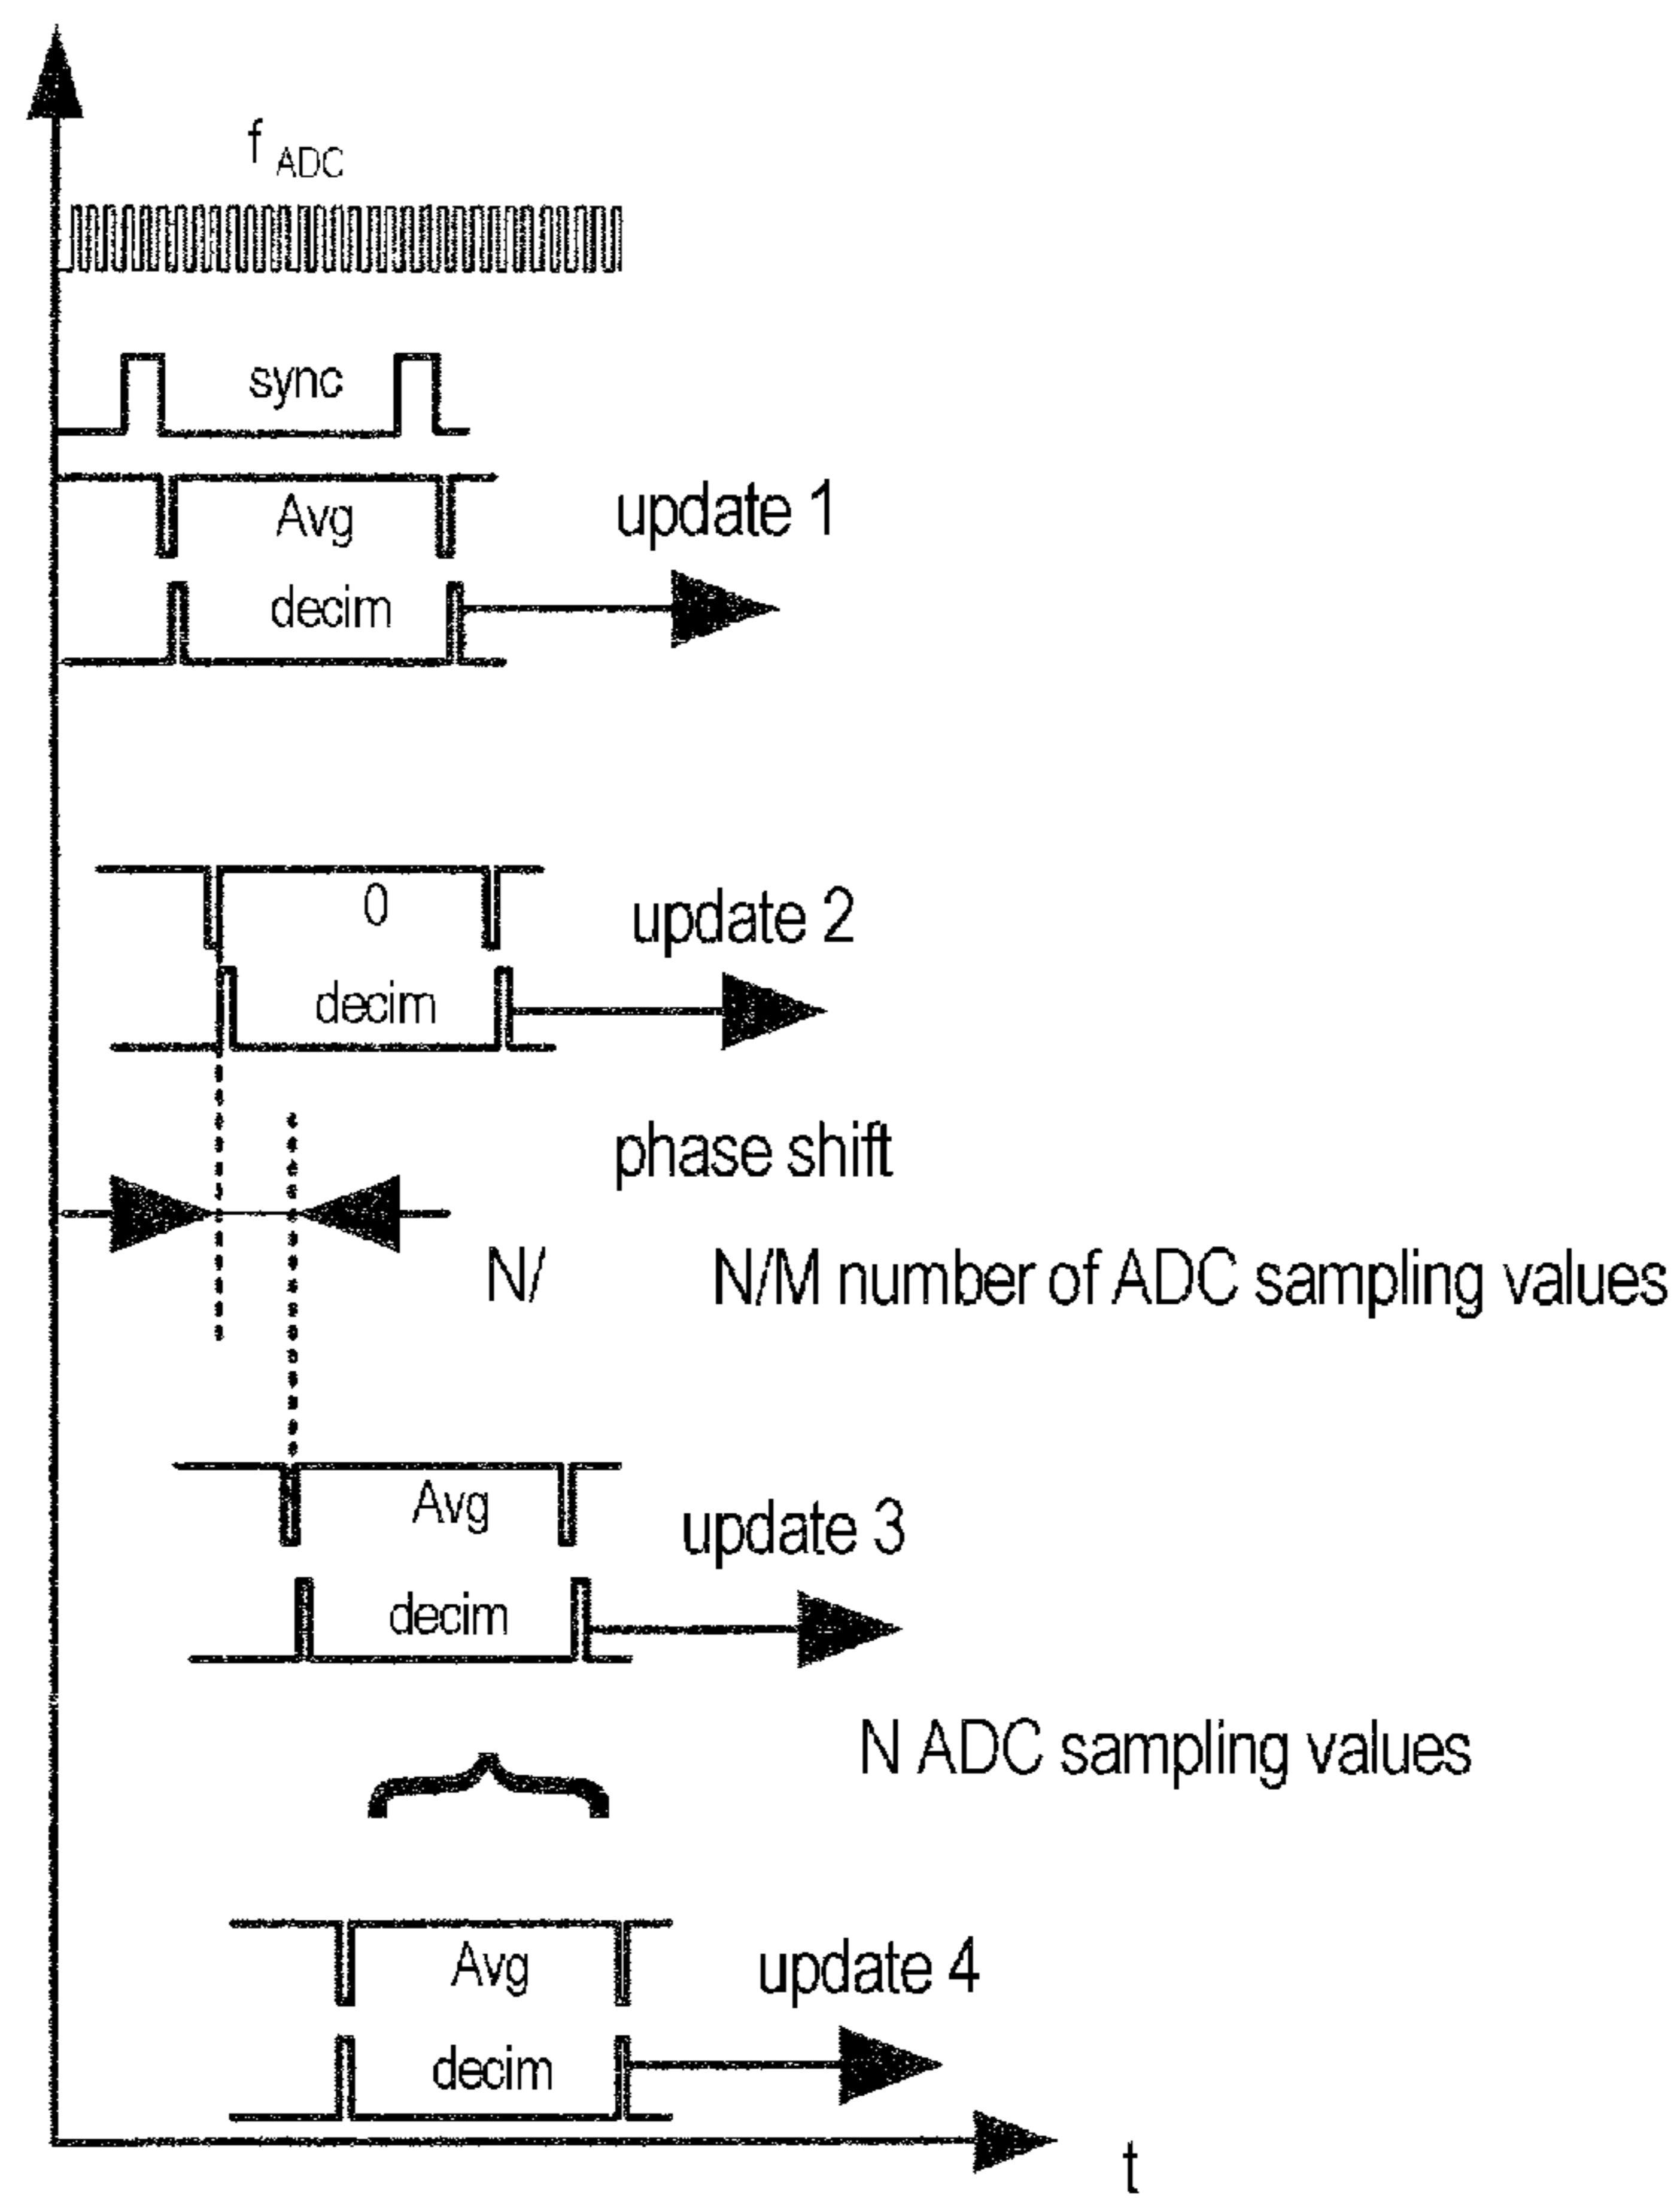 f ADC
sync
Avg
update 1
decim
0
update 2
decim
phase shift
N/
N/M number of ADC sampling values
Avg
update 3
decim
N ADC sampling values
Avg
update 4
decim
t